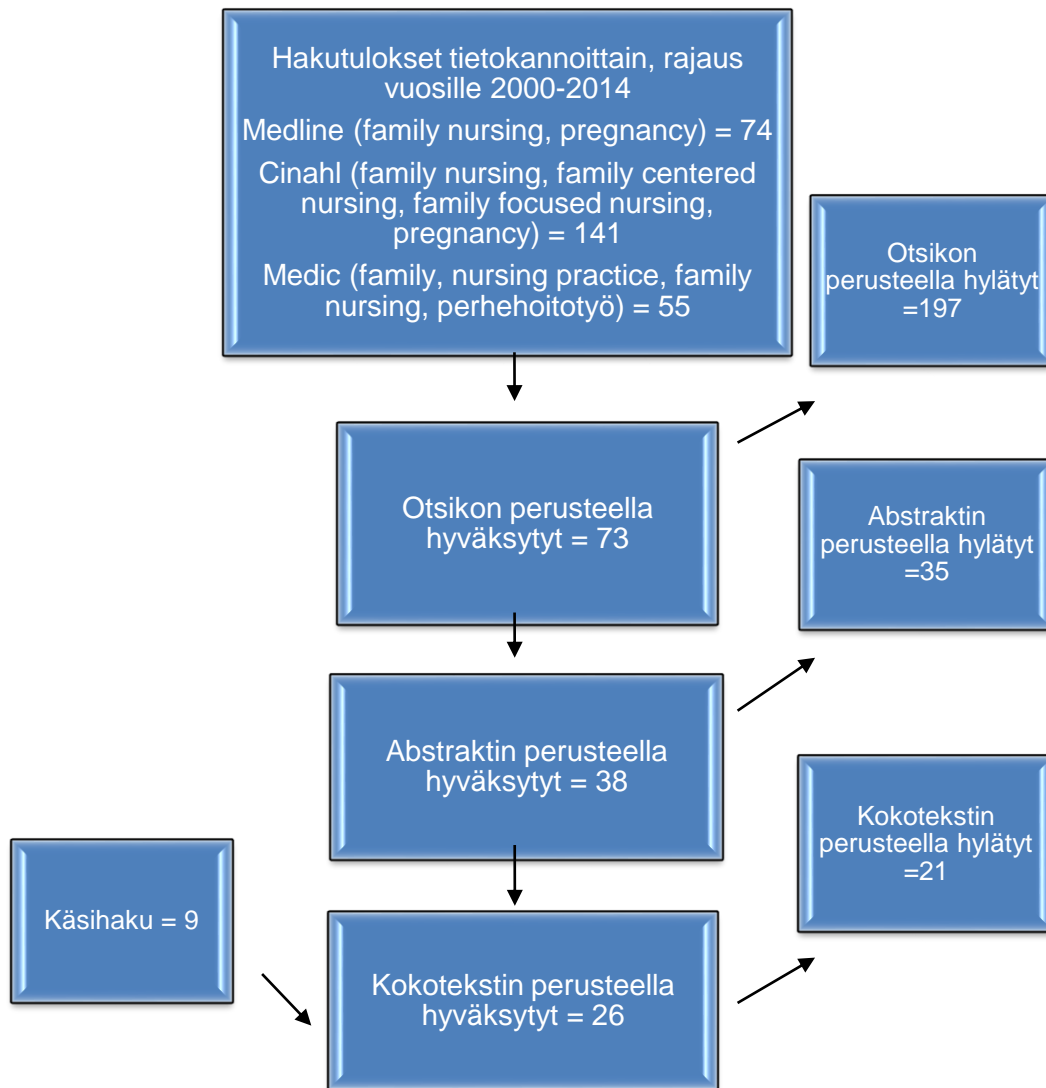 Hakutulokset tietokannoittain, rajaus
vuosille 2000-2014
Medline (family nursing, pregnancy) = 74
Cinahl (family nursing, family centered
nursing, family focused nursing,
pregnancy) = 141
Medic (family, nursing practice, family
nursing, perhehoitotyö) = 55
Otsikon
perusteella hylätyt
=197
Otsikon perusteella
hyväksytyt = 73
Abstraktin
perusteella hylätyt
=35
Abstraktin perusteella
hyväksytyt = 38
Kokotekstin
perusteella hylätyt
=21
Käsihaku = 9
Kokotekstin perusteella
hyväksytyt = 26